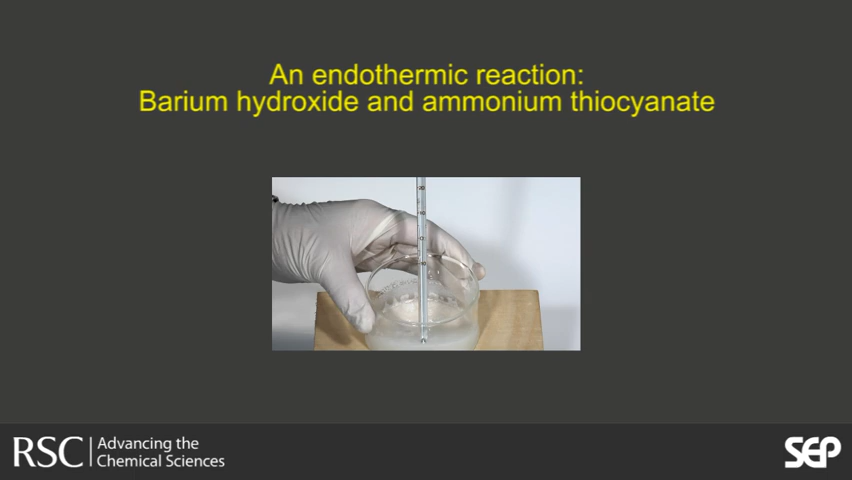 An endothermic reaction:
Barium hydroxide and ammonium thiocyanate
RSC
Advancing the
Chemical Sciences
SEP